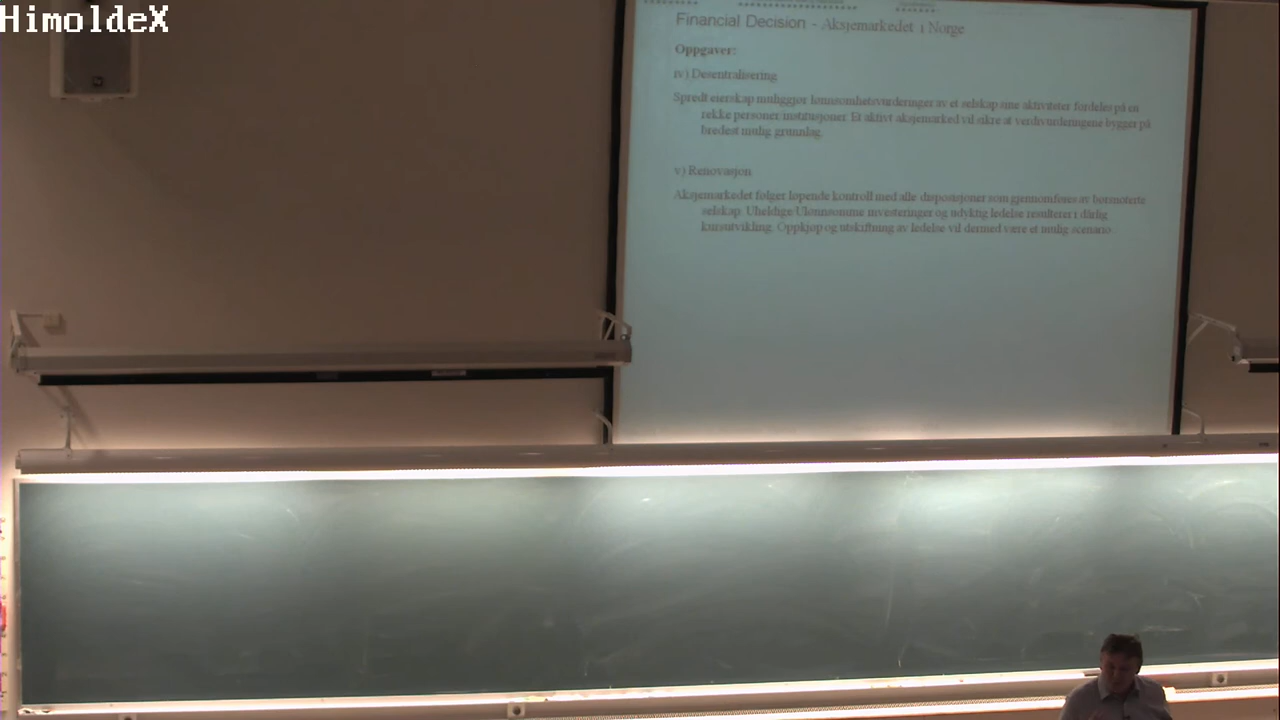 HimoldeX
Financial Decision - Aksjemarkedet i Norge
Oppgaver:
iv) Desentralisering
Spredt eierskap muliggjør lønnsomhetsvurderinger av et selskap sine aktiviteter fordeles på en
rekke personer/institusjoner. Et aktivt aksjemarked vil sikre at verdivurderingene bygger på
bredest mulig grunnlag.
v) Renovasjon
Aksjemarkedet følger løpende kontroll med alle disposisjoner som gjennomføres av børsnoterte
selskap. Uheldige/Ulønnsomme investeringer og udyktig ledelse resulterer i dårlig
kursutvikling. Oppkjøp og utskiftning av ledelse vil dermed være et mulig scenario.